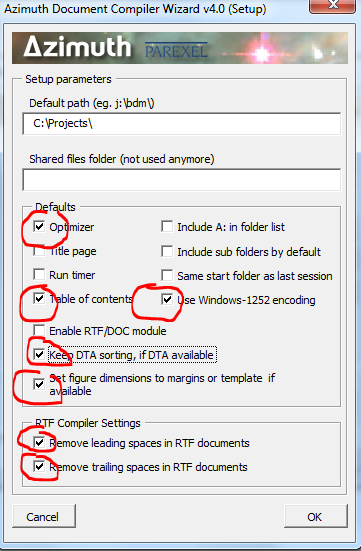 Azimuth Document Compiler Wizard v4.0 (Setup)
Azimuth PAREXEL
Setup parameters
Default path (eg. j:\bdm\)
C:\Projects\
Shared files folder (not used anymore)
Defaults
Optimizer
Include A: in folder list
Title page
Include sub folders by default
Run timer
Same start folder as last session
Table of contents
Use Windows-1252 encoding
Enable RTF/DOC module
Keep DTA sorting, if DTA available
Set figure dimensions to margins or template if
available
RTF Compiler Settings
Remove leading spaces in RTF documents
Remove trailing spaces in RTF documents
Cancel
OK